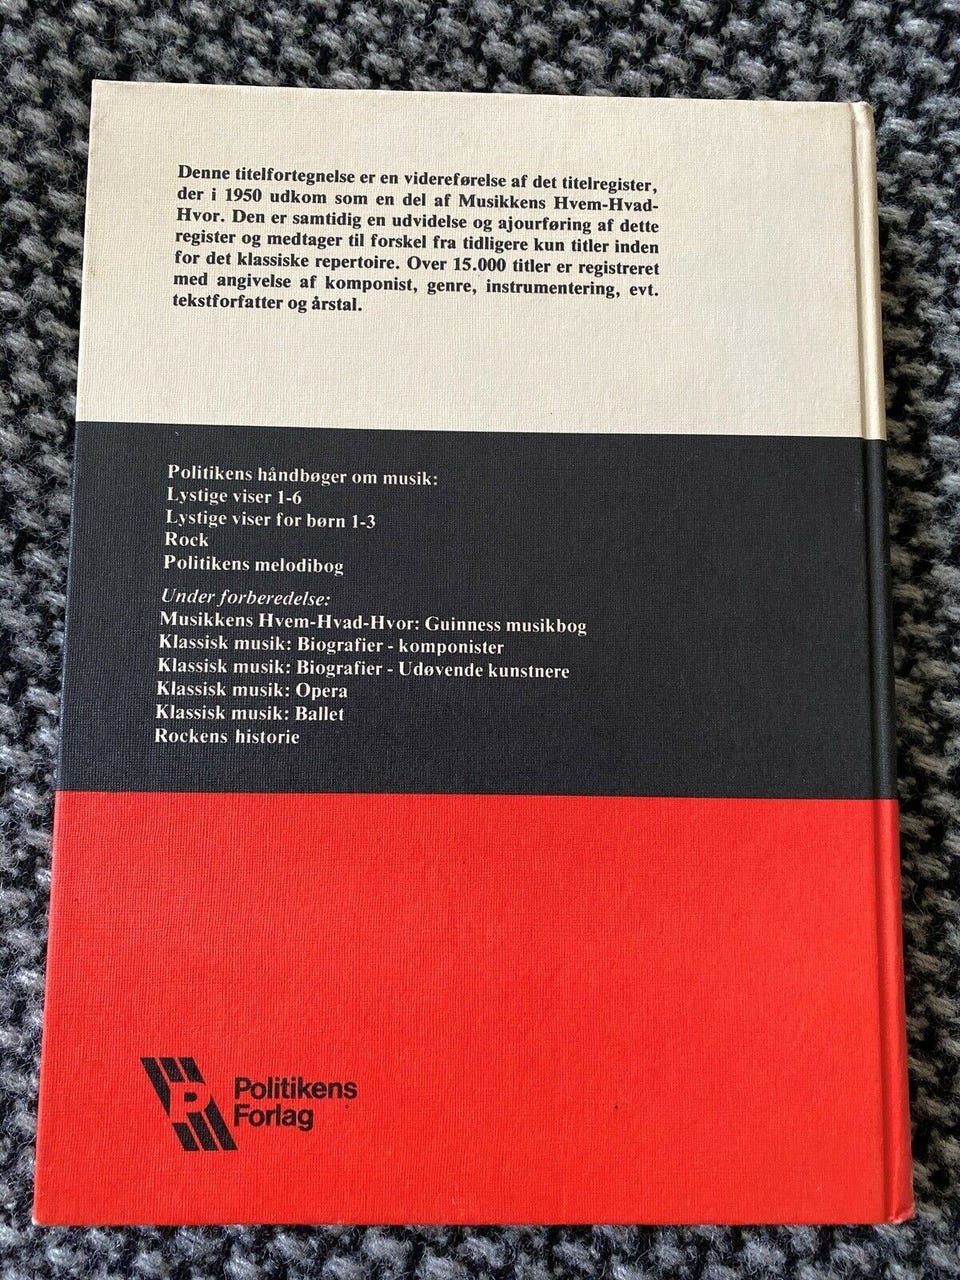 Denne titelfortegnelse er en videreførelse af det titelregister,
der i 1950 udkom som en del af Musikkens Hvem-Hvad-
Hvor. Den er samtidig en udvidelse og ajourføring af dette
register og medtager til forskel fra tidligere kun titler inden
for det klassiske repertoire. Over 15.000 titler er registreret
med angivelse af komponist, genre, instrumentering, evt.
tekstforfatter og årstal.
Politikens håndbøger om musik:
Lystige viser 1-6
Lystige viser for børn 1-3
Rock
Politikens melodibog
Under forberedelse:
Musikkens Hvem-Hvad-Hvor: Guinness musikbog
Klassisk musik: Biografier - komponister
Klassisk musik: Biografier - Udøvende kunstnere
Klassisk musik: Opera
Klassisk musik: Ballet
Rockens historie
P
Politikens
Forlag